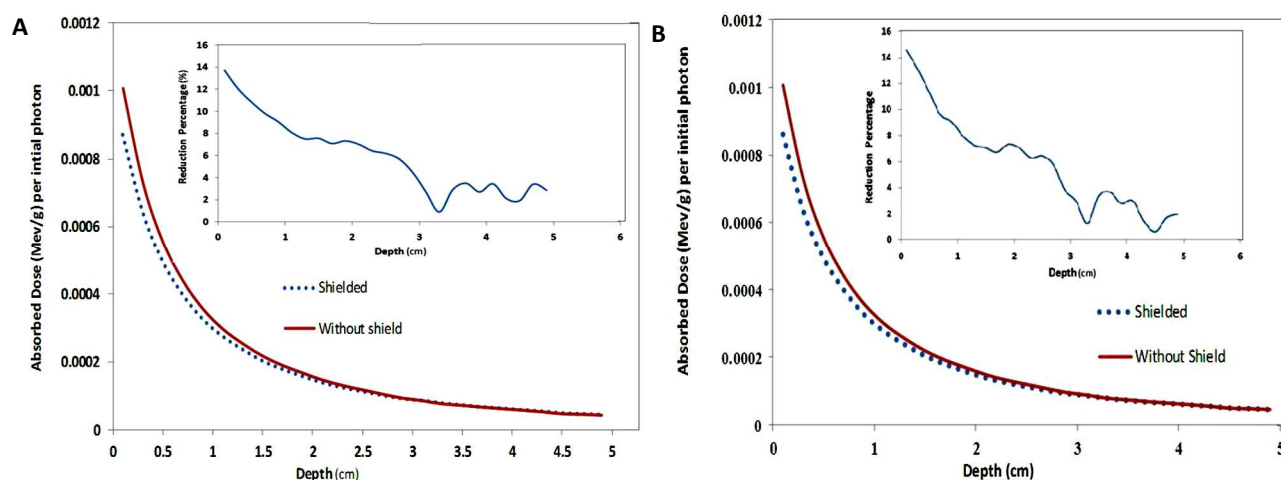 A
Absorbed Dose (Mev/g) per intial photon
0.0012
0.001
0.0008
0.0006
0.0004
0.0002
0
0 0.5 1 1.5 2 2.5 3 3.5 4 4.5 5
Depth (cm)
Reduction Percentage (%)
16
14
12
10
8
6
4
2
0
0 1 2 3 4 5 6
Depth (cm)
Shielded
Without shield
B
Absorbed Dose (Mev/g) per initial photon
0.0012
0.001
0.0008
0.0006
0.0004
0.0002
0
0 1 2 3 4 5
Depth (cm)
Reduction Percentage
16
14
12
10
8
6
4
2
0
0 1 2 3 4 5 6
Depth (cm)
Shielded
Without Shield